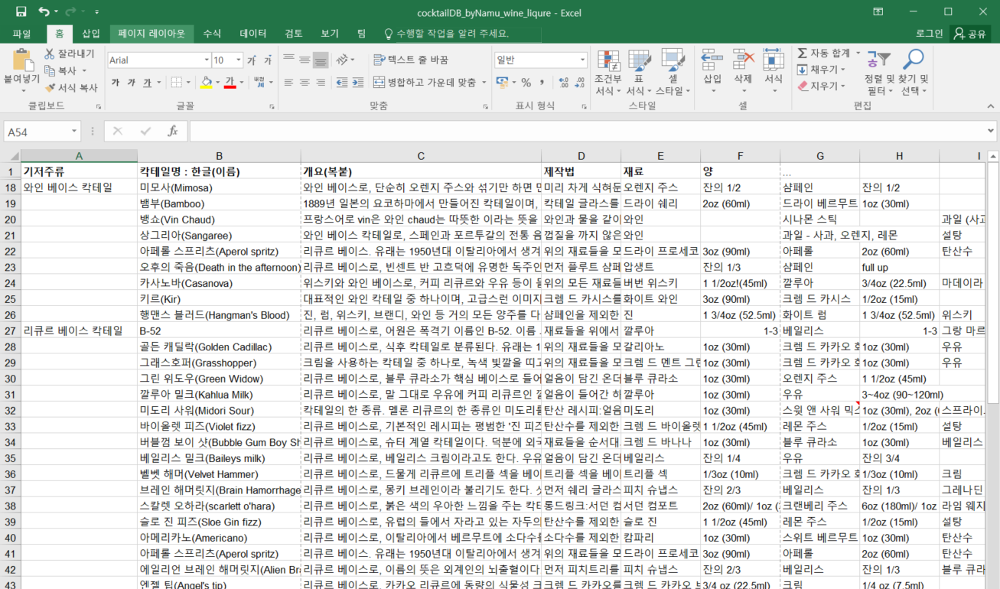 cocktailDB_byNamu_wine_liqure - Excel
파일 홈 삽입 페이지 레이아웃 수식 데이터 검토 보기 팀 수행할 작업을 알려 주세요. 로그인 공유
붙여넣기 잘라내기 복사 서식 복사 클립보드
Arial 10 가 가 가 가 가 가 내천 글꼴
텍스트 줄 바꿈 병합하고 가운데 맞춤 맞춤
일반 % 표시 형식
조건부 서식 표 서식 셀 스타일 스타일
삽입 삭제 서식 셀
자동 합계 채우기 지우기 정렬 및 필터 찾기 및 선택 편집
A54 fx
A B C D E F G H I
1 기저주류 칵테일명 : 한글(이름) 개요(복붙) 제작법 재료 양 ...
18 와인 베이스 칵테일 미모사(Mimosa) 와인 베이스로, 단순히 오렌지 주스와 섞기만 하면 미리 차게 식혀둔 오렌지 주스 잔의 1/2 샴페인 잔의 1/2
19 뱀부(Bamboo) 1889년 일본의 요코하마에서 만들어진 칵테일이며, 칵테일 글라스를 드라이 쉐리 2oz (60ml) 드라이 베르무트 1oz (30ml)
20 뱅쇼(Vin Chaud) 프랑스어로 vin은 와인 chaud는 따뜻한 이라는 뜻을 와인과 물을 같이 와인 시나몬 스틱 과일 (사과
21 상그리아(Sangaree) 와인 베이스 칵테일로, 스페인과 포르투갈의 전통 음 껍질을 까지 않은 와인 과일 - 사과, 오렌지, 레몬 설탕
22 아페롤 스프리츠(Aperol spritz) 리큐르 베이스. 유래는 1950년대 이탈리아에서 생겨 위의 재료들을 모 드라이 프로세코 3oz (90ml) 아페롤 2oz (60ml) 탄산수
23 오후의 죽음(Death in the afternoon) 리큐르 베이스로, 빈센트 반 고흐덕에 유명한 독주인 먼저 플루트 샴페 압생트 잔의 1/3 샴페인 full up
24 카사노바(Casanova) 위스키와 와인 베이스로, 커피 리큐르와 우유 등이 들 위의 모든 재료들 버번 위스키 1 1/2oz!(45ml) 깔루아 3/4oz (22.5ml) 마데이라
25 키르(Kir) 대표적인 와인 칵테일 중 하나이며, 고급스런 이미지 크렘 드 카시스를 화이트 와인 3oz (90ml) 크렘 드 카시스 1/2oz (15ml)
26 행맨스 블러드(Hangman's Blood) 진, 럼, 위스키, 브랜디, 와인 등 거의 모든 양주를 다 샴페인을 제외한 진 1 3/4oz (52.5ml) 화이트 럼 1 3/4oz (52.5ml) 위스키
27 리큐르 베이스 칵테일 B-52 리큐르 베이스로, 어원은 폭격기 이름인 B-52. 이름 재료들을 위에서 깔루아 1-3 베일리스 1-3 그랑 마르
28 골든 캐딜락(Golden Cadillac) 리큐르 베이스로, 식후 칵테일로 분류된다. 유래는 1 위의 재료들을 모 갈리아노 1oz (30ml) 크렘 드 카카오 화 1oz (30ml) 우유
29 그래스호퍼(Grasshopper) 크림을 사용하는 칵테일 중 하나로, 녹색 빛깔을 띠고 위의 재료들을 모 크렘 드 멘트 그린 1oz (30ml) 크렘 드 카카오 화 1oz (30ml) 우유
30 그린 위도우(Green Widow) 리큐르 베이스로, 블루 큐라소가 핵심 베이스로 들어 얼음이 담긴 온더 블루 큐라소 1oz (30ml) 오렌지 주스 1 1/2oz (45ml)
31 깔루아 밀크(Kahlua Milk) 리큐르 베이스로, 말 그대로 우유에 커피 리큐르인 깔 얼음이 들어간 하 깔루아 1oz (30ml) 우유 3~4oz (90~120ml)
32 미도리 사워(Midori Sour) 칵테일의 한 종류. 멜론 리큐르의 한 종류인 미도리를 탄산 레시피:얼음 미도리 1oz (30ml) 스윗 앤 사워 믹스 1oz (30ml), 2oz ( 스프라이
33 바이올렛 피즈(Violet fizz) 리큐르 베이스로, 기본적인 레시피는 평범한 '진 피즈 탄산수를 제외한 크렘 드 바이올렛 1 1/2oz (45ml) 레몬 주스 1/2oz (15ml) 설탕
34 버블껌 보이 샷(Bubble Gum Boy Sh 리큐르 베이스로, 슈터 계열 칵테일이다. 덕분에 외국 재료들을 순서대 크렘 드 바나나 1oz (30ml) 블루 큐라소 1oz (30ml) 베일리스
35 베일리스 밀크(Baileys milk) 리큐르 베이스로, 베일리스 크림이라고도 한다. 우유 얼음이 담긴 온더 베일리스 잔의 1/4 우유 잔의 3/4
36 벨벳 해머(Velvet Hammer) 리큐르 베이스로, 드물게 리큐르에 트리플 섹을 베이 트리플 섹을 베이 트리플 섹 1/3oz (10ml) 크렘 드 카카오 화 1/3oz (10ml) 크림
37 브레인 해머릿지(Brain Hamorrhage 리큐르 베이스로, 몽키 브레인이라 불리기도 한다. 먼저 쉐리 글라스 피치 슈냅스 잔의 2/3 베일리스 잔의 1/3 그레나딘
38 스칼렛 오하라(scarlett o'hara) 리큐르 베이스로, 붉은 색의 우아한 느낌을 주는 칵테 롱드링크:서던 컴 서던 컴포트 2oz (60ml)/ 1oz ( 크랜베리 주스 6oz (180ml)/ 1oz 라임 웨지
39 슬로 진 피즈(Sloe Gin fizz) 리큐르 베이스로, 유럽의 들에서 자라고 있는 자두의 탄산수를 제외한 슬로 진 1 1/2oz (45ml) 레몬 주스 1/2oz (15ml) 설탕
40 아메리카노(Americano) 리큐르 베이스로, 이탈리아에서 베르무트에 소다수를 소다수를 제외한 캄파리 1oz (30ml) 스위트 베르무트 1oz (30ml) 탄산수
41 아페롤 스프리츠(Aperol spritz) 리큐르 베이스. 유래는 1950년대 이탈리아에서 생겨 위의 재료들을 모 드라이 프로세코 3oz (90ml) 아페롤 2oz (60ml) 탄산수
42 에일리언 브레인 해머릿지(Alien Br 리큐르 베이스로, 이름의 뜻은 외계인의 뇌출혈이다 먼저 피치트리를 피치 슈냅스 잔의 2/3 베일리스 잔의 1/3 블루 큐라
43 엔젤 팁(Angel's tip) 리큐르 베이스로, 카카오 리큐르에 동량의 식물성 크 크렘 드 카카오를 크렘 드 카카오 3/4 oz (22.5ml) 크림 1/4 oz (7.5ml)